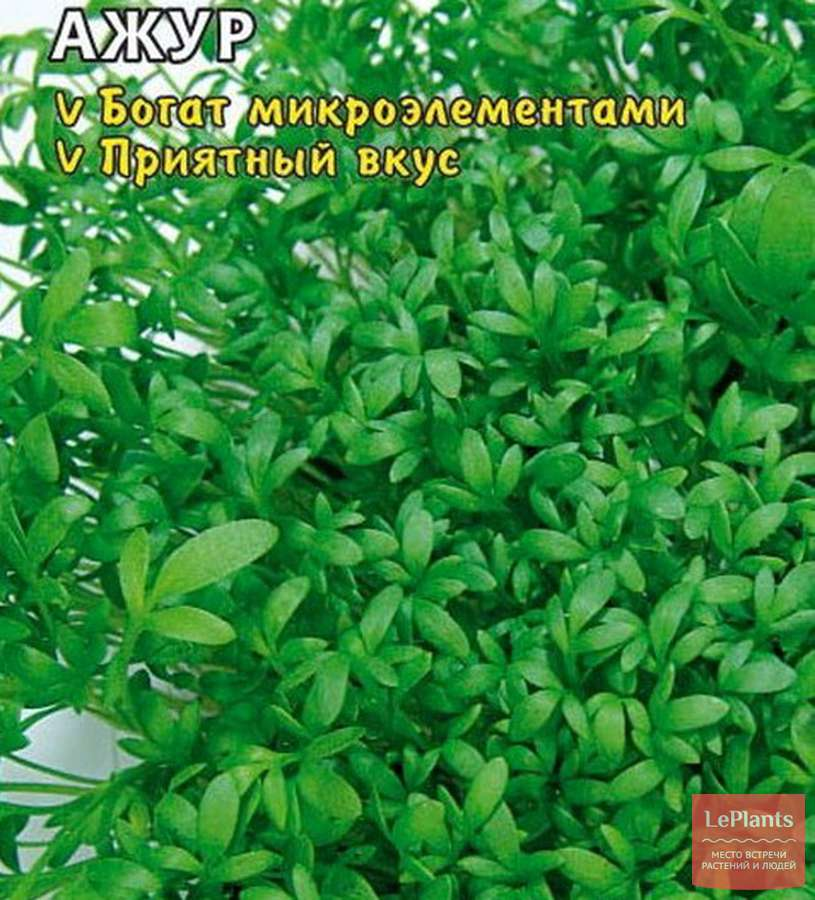 АЖУР
V Богат микроэлементами
V Приятный вкус
LePlants
МЕСТО ВСТРЕЧИ
РАСТЕНИЙ И ЛЮДЕЙ